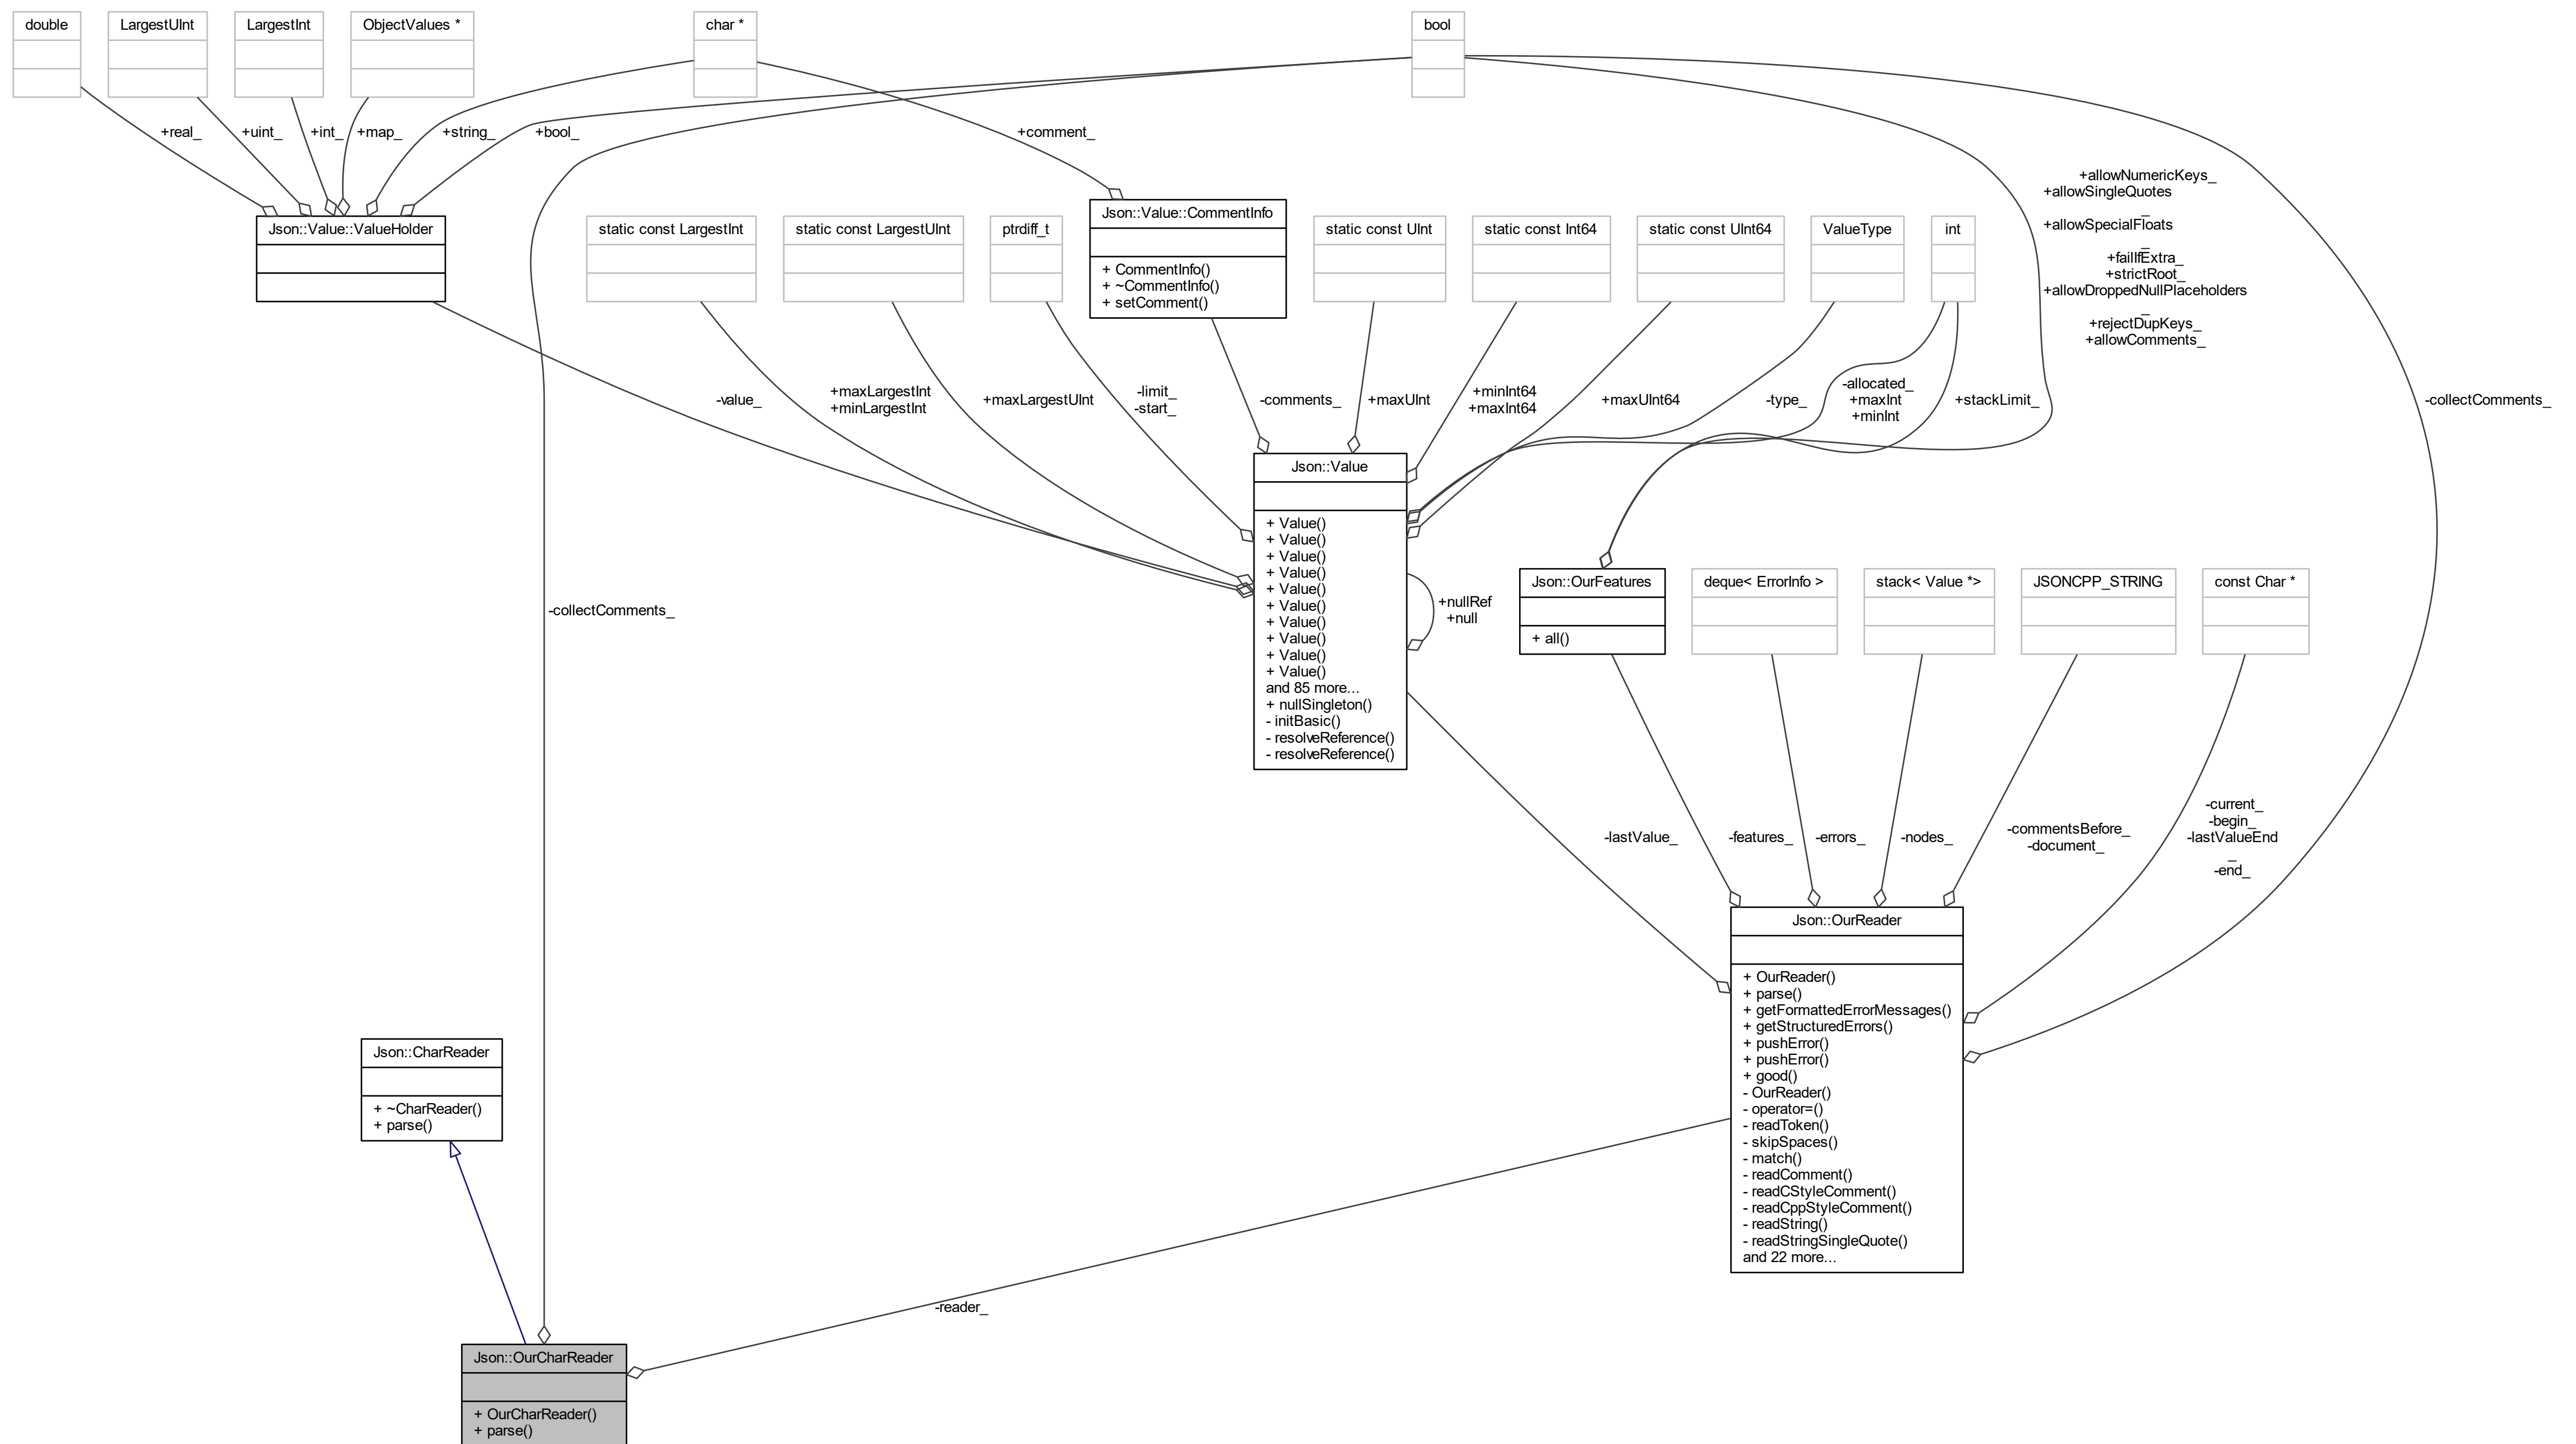 double
LargestUInt
LargestInt
ObjectValues *
char *
bool
+real_
+uint_
+int_
+map_
+string_
+bool_
+comment_
+allowNumericKeys_
+allowSingleQuotes
_
+allowSpecialFloats
_
+failIfExtra_
+strictRoot_
+allowDroppedNullPlaceholders
_
+rejectDupKeys_
+allowComments_
Json::Value::ValueHolder
static const LargestInt
static const LargestUInt
ptrdiff_t
Json::Value::CommentInfo
+ CommentInfo()
+ ~CommentInfo()
+ setComment()
static const UInt
static const Int64
static const UInt64
ValueType
int
-value_
+maxLargestInt
+minLargestInt
+maxLargestUInt
-limit_
-start_
-comments_
+maxUInt
+minInt64
+maxInt64
+maxUInt64
-type_
-allocated_
+maxInt
+minInt
+stackLimit_
-collectComments_
Json::Value
+ Value()
+ Value()
+ Value()
+ Value()
+ Value()
+ Value()
+ Value()
+ Value()
+ Value()
+ Value()
and 85 more...
+ nullSingleton()
- initBasic()
- resolveReference()
- resolveReference()
+nullRef
+null
-collectComments_
Json::OurFeatures
+ all()
deque< ErrorInfo >
stack< Value *>
JSONCPP_STRING
const Char *
-lastValue_
-features_
-errors_
-nodes_
-commentsBefore_
-document_
-current_
-begin_
-lastValueEnd
_
-end_
Json::OurReader
+ OurReader()
+ parse()
+ getFormattedErrorMessages()
+ getStructuredErrors()
+ pushError()
+ pushError()
+ good()
- OurReader()
- operator=()
- readToken()
- skipSpaces()
- match()
- readComment()
- readCStyleComment()
- readCppStyleComment()
- readString()
- readStringSingleQuote()
and 22 more...
Json::CharReader
+ ~CharReader()
+ parse()
-reader_
Json::OurCharReader
+ OurCharReader()
+ parse()